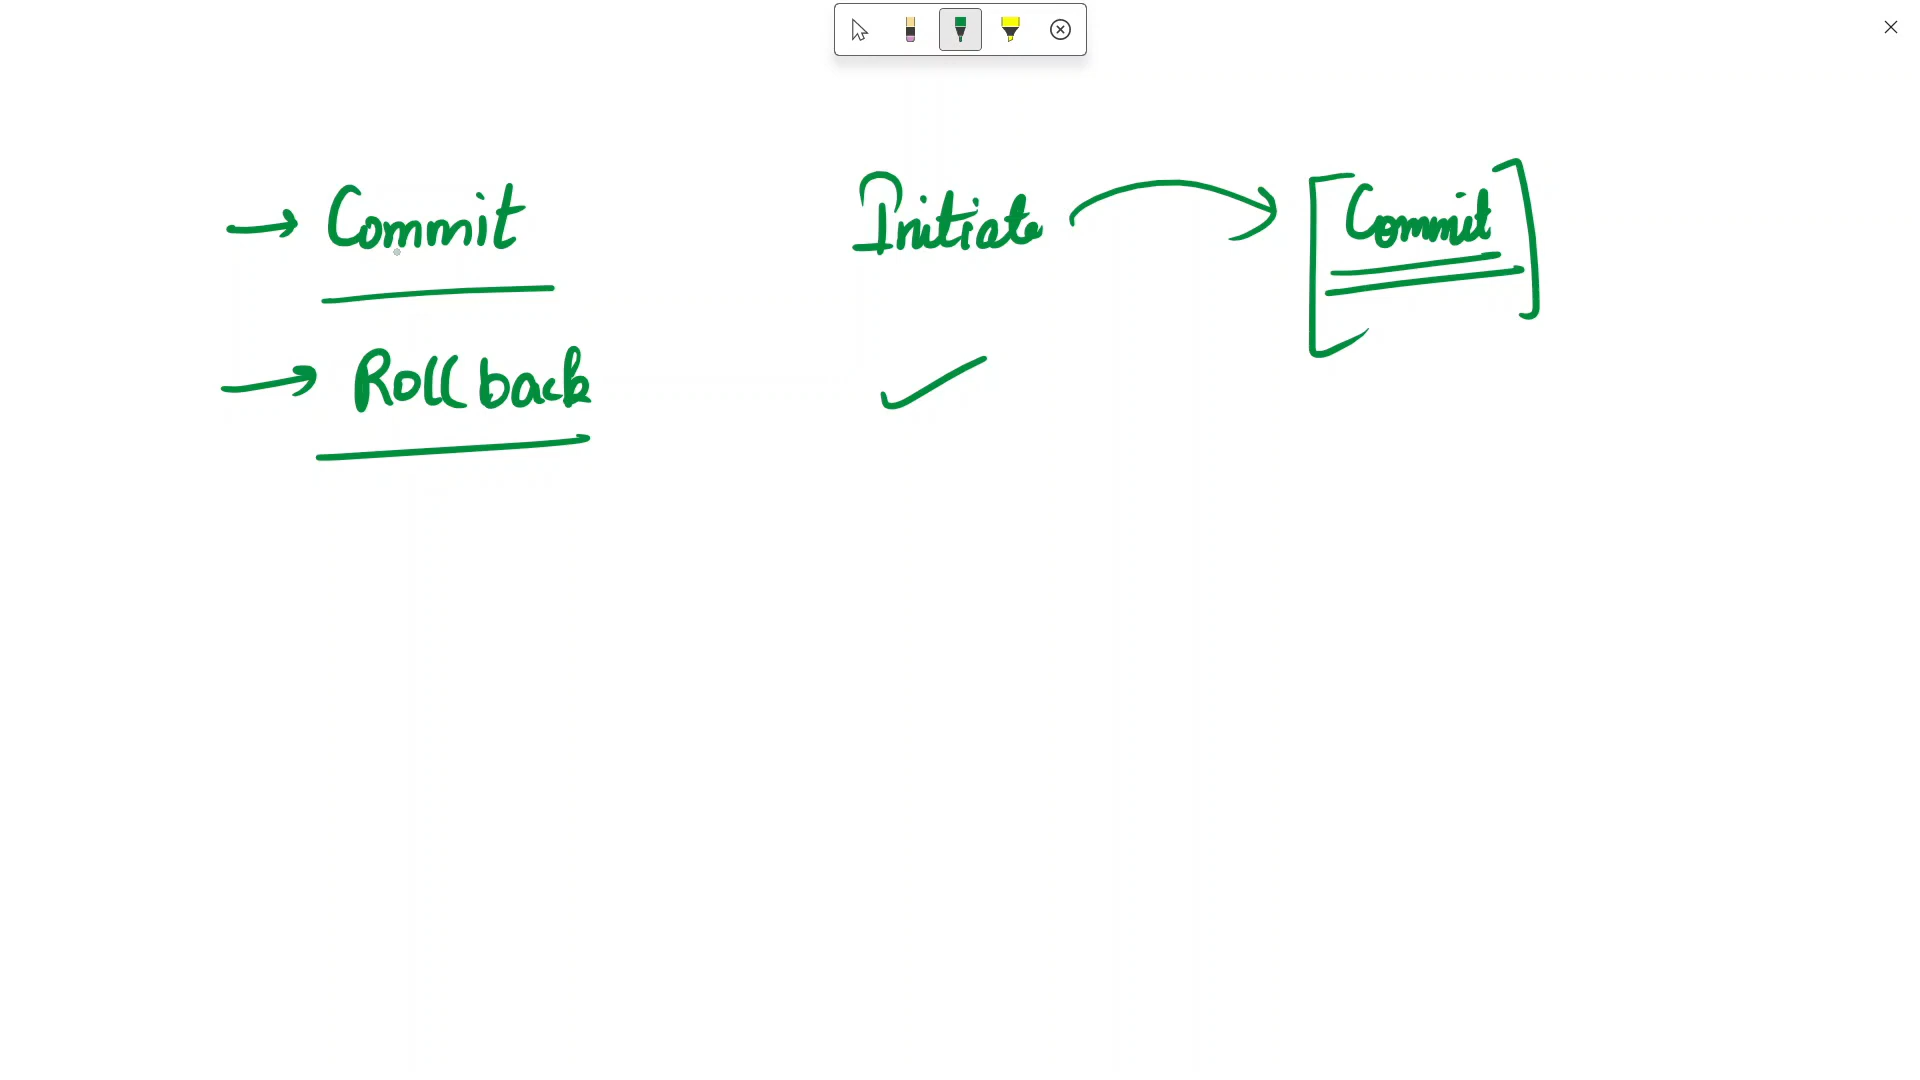 → Commit
Initiate → [Commit]
→ Roll back
✓